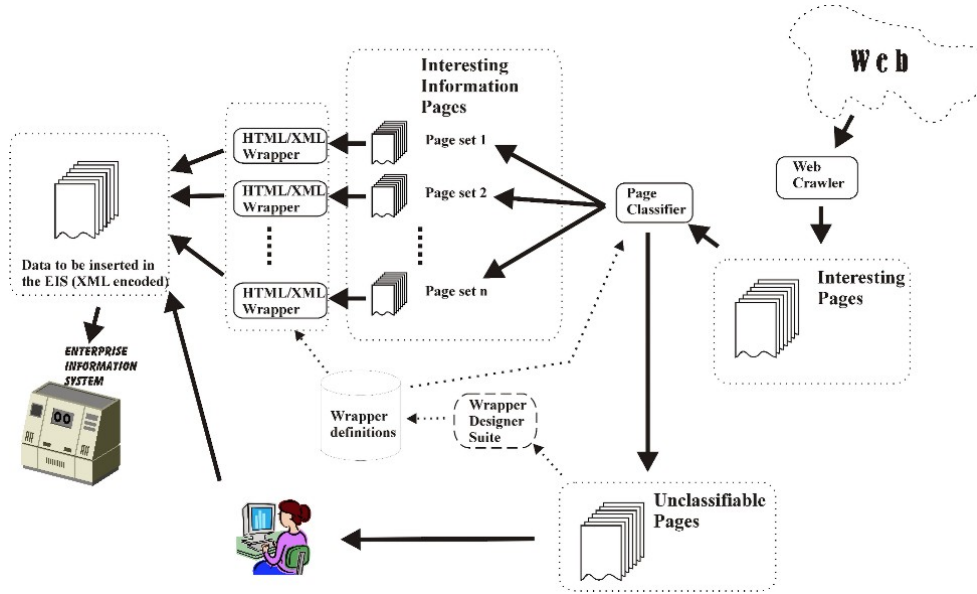 Web
Web
Crawler
Interesting
Pages
Page
Classifier
Interesting
Information
Pages
Page set 1
Page set 2
Page set n
HTML/XML
Wrapper
HTML/XML
Wrapper
HTML/XML
Wrapper
Data to be inserted in
the EIS (XML encoded)
ENTERPRISE
INFORMATION
SYSTEM
Wrapper
definitions
Wrapper
Designer
Suite
Unclassifiable
Pages